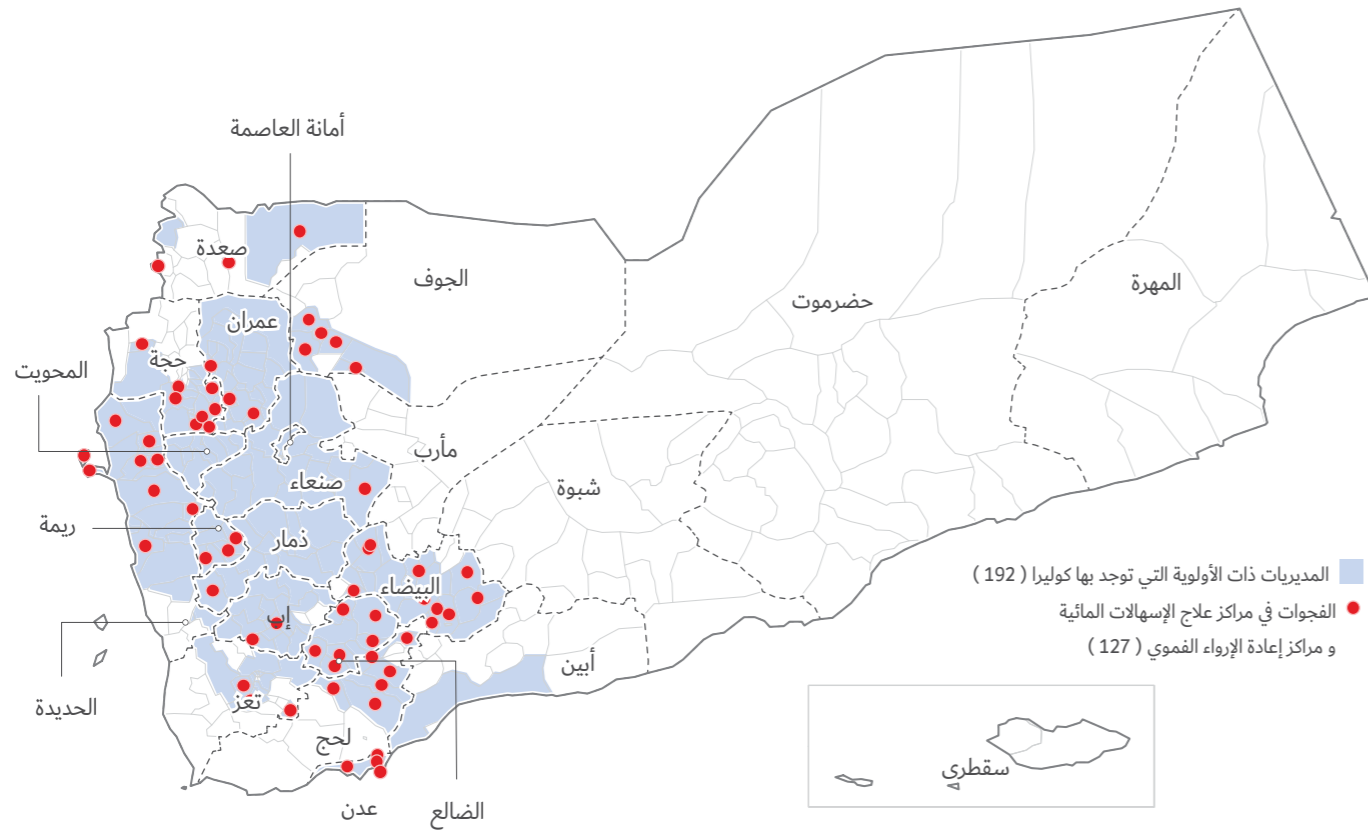 أمانة العاصمة
صعدة
الجوف
المهرة
حضرموت
عمران
حجة
المحويت
مأرب
صنعاء
شبوة
ريمة
ذمار
البيضاء
إب
أبين
الحديدة
تعز
لحج
عدن
الضالع
سقطرى
المديريات ذات الأولوية التي توجد بها كوليرا ( 192 )
الفجوات في مراكز علاج الإسهالات المائية
و مراكز إعادة الإرواء الفموي ( 127 )